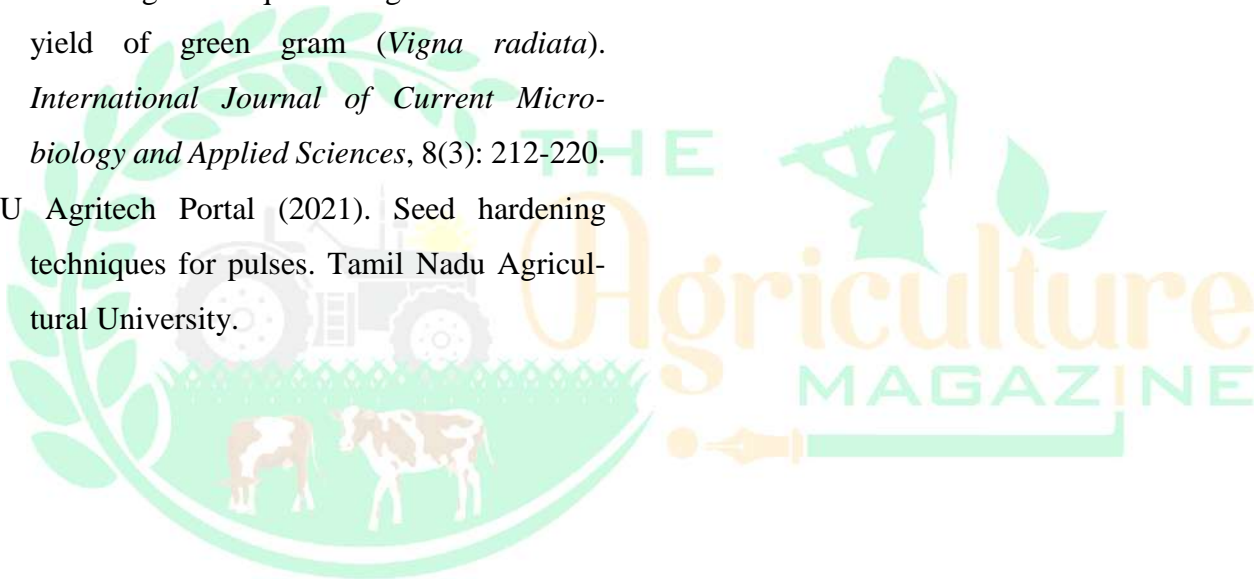 yield of green gram (Vigna radiata).
International Journal of Current Micro-
biology and Applied Sciences, 8(3): 212-220.
U Agritech Portal (2021). Seed hardening
techniques for pulses. Tamil Nadu Agricul-
tural University.
THE
Agriculture
MAGAZINE